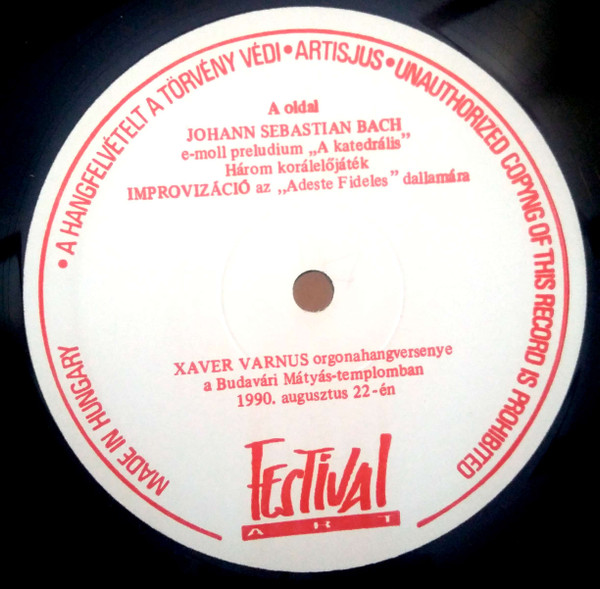 • A HANGFELVÉTELT A TÖRVÉNY VÉDI • ARTISJUS • UNAUTHORIZED COPYNG OF THIS RECORD IS PROHIBITED
A oldal
JOHANN SEBASTIAN BACH
e-moll preludium „A katedrális”
Három korálelőjáték
IMPROVIZÁCIÓ az „Adeste Fideles” dallamára
XAVER VARNUS orgonahangversenye
a Budavári Mátyás-templomban
1990. augusztus 22-én
MADE IN HUNGARY
FESTIVAL
ART